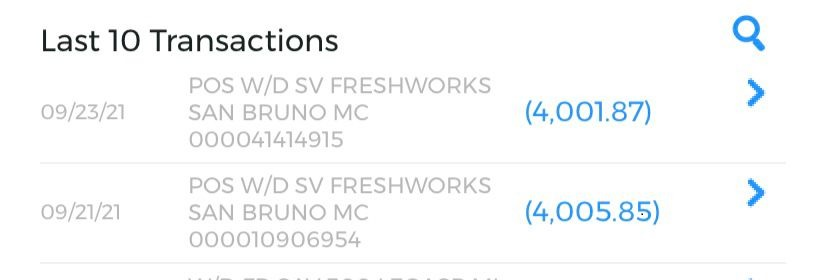 Last 10 Transactions
POS W/D SV FRESHWORKS
09/23/21 SAN BRUNO MC (4,001.87)
000041414915
POS W/D SV FRESHWORKS
09/21/21 SAN BRUNO MC (4,005.85)
000010906954